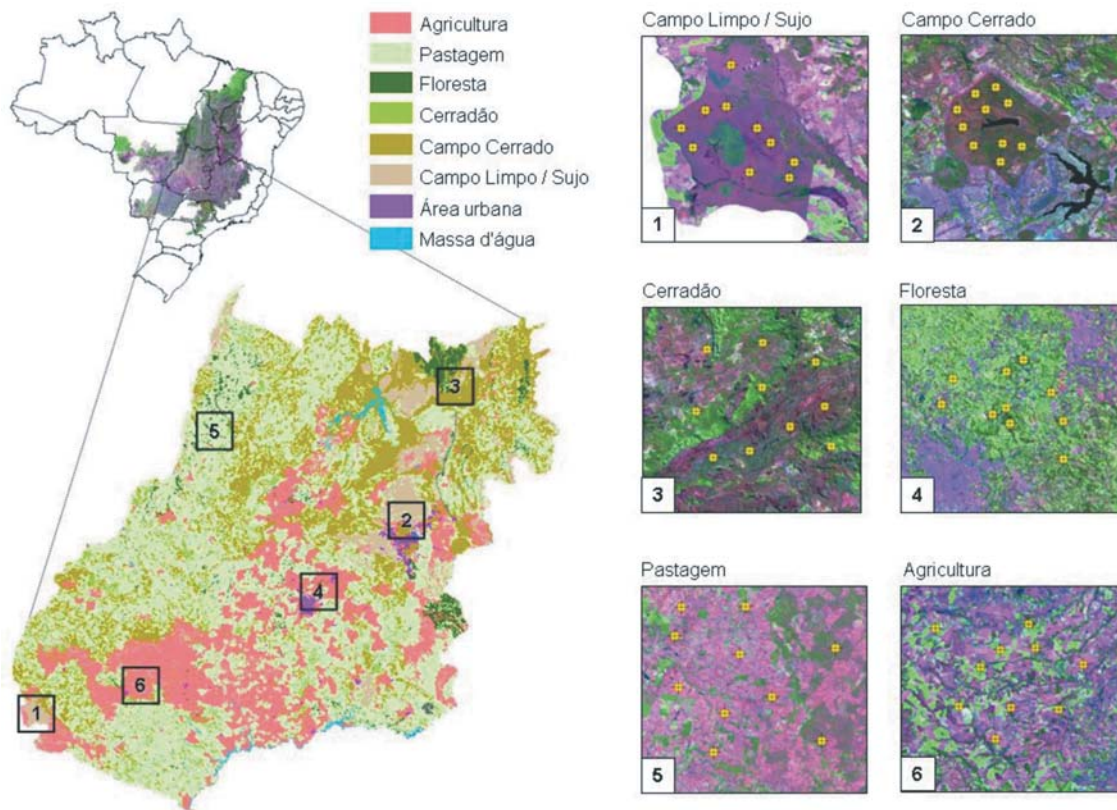 Agricultura
Pastagem
Floresta
Cerradão
Campo Cerrado
Campo Limpo / Sujo
Área urbana
Massa d'água
3
5
2
4
6
1
Campo Limpo / Sujo
1
Campo Cerrado
2
Cerradão
3
Floresta
4
Pastagem
5
Agricultura
6